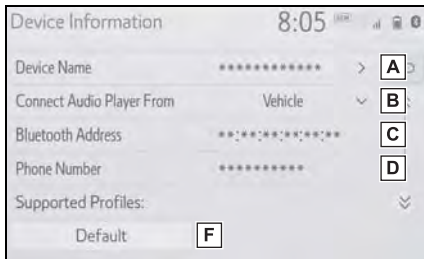 Device Information 8:05
Device Name ************ > A
Connect Audio Player From Vehicle B
Bluetooth Address **:**:**:**:**:** C
Phone Number ********** D
Supported Profiles:
Default F